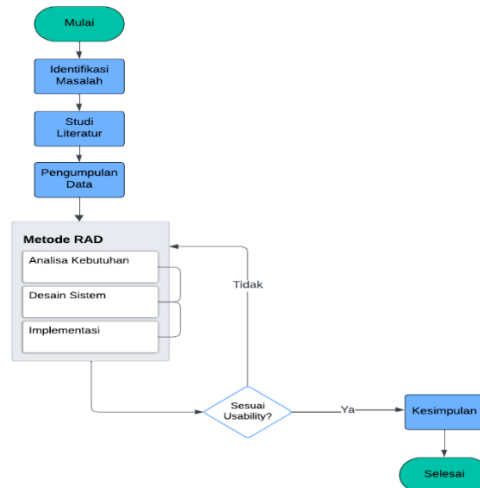 Mulai
Identifikasi
Masalah
Studi
Literatur
Pengumpulan
Data
Metode RAD
Analisa Kebutuhan
Desain Sistem
Implementasi
Tidak
Sesuai
Usability?
Ya
Kesimpulan
Selesai